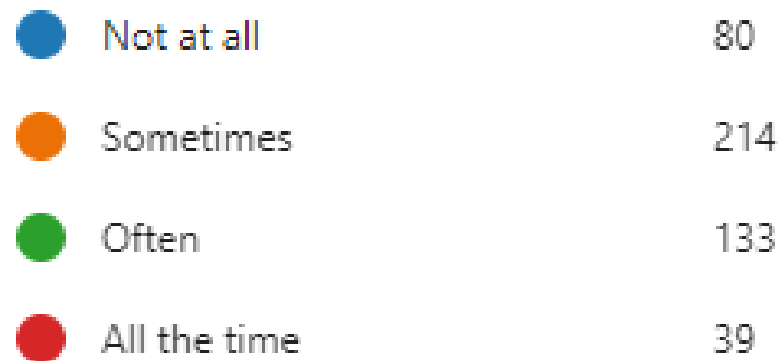 Not at all 80
Sometimes 214
Often 133
All the time 39